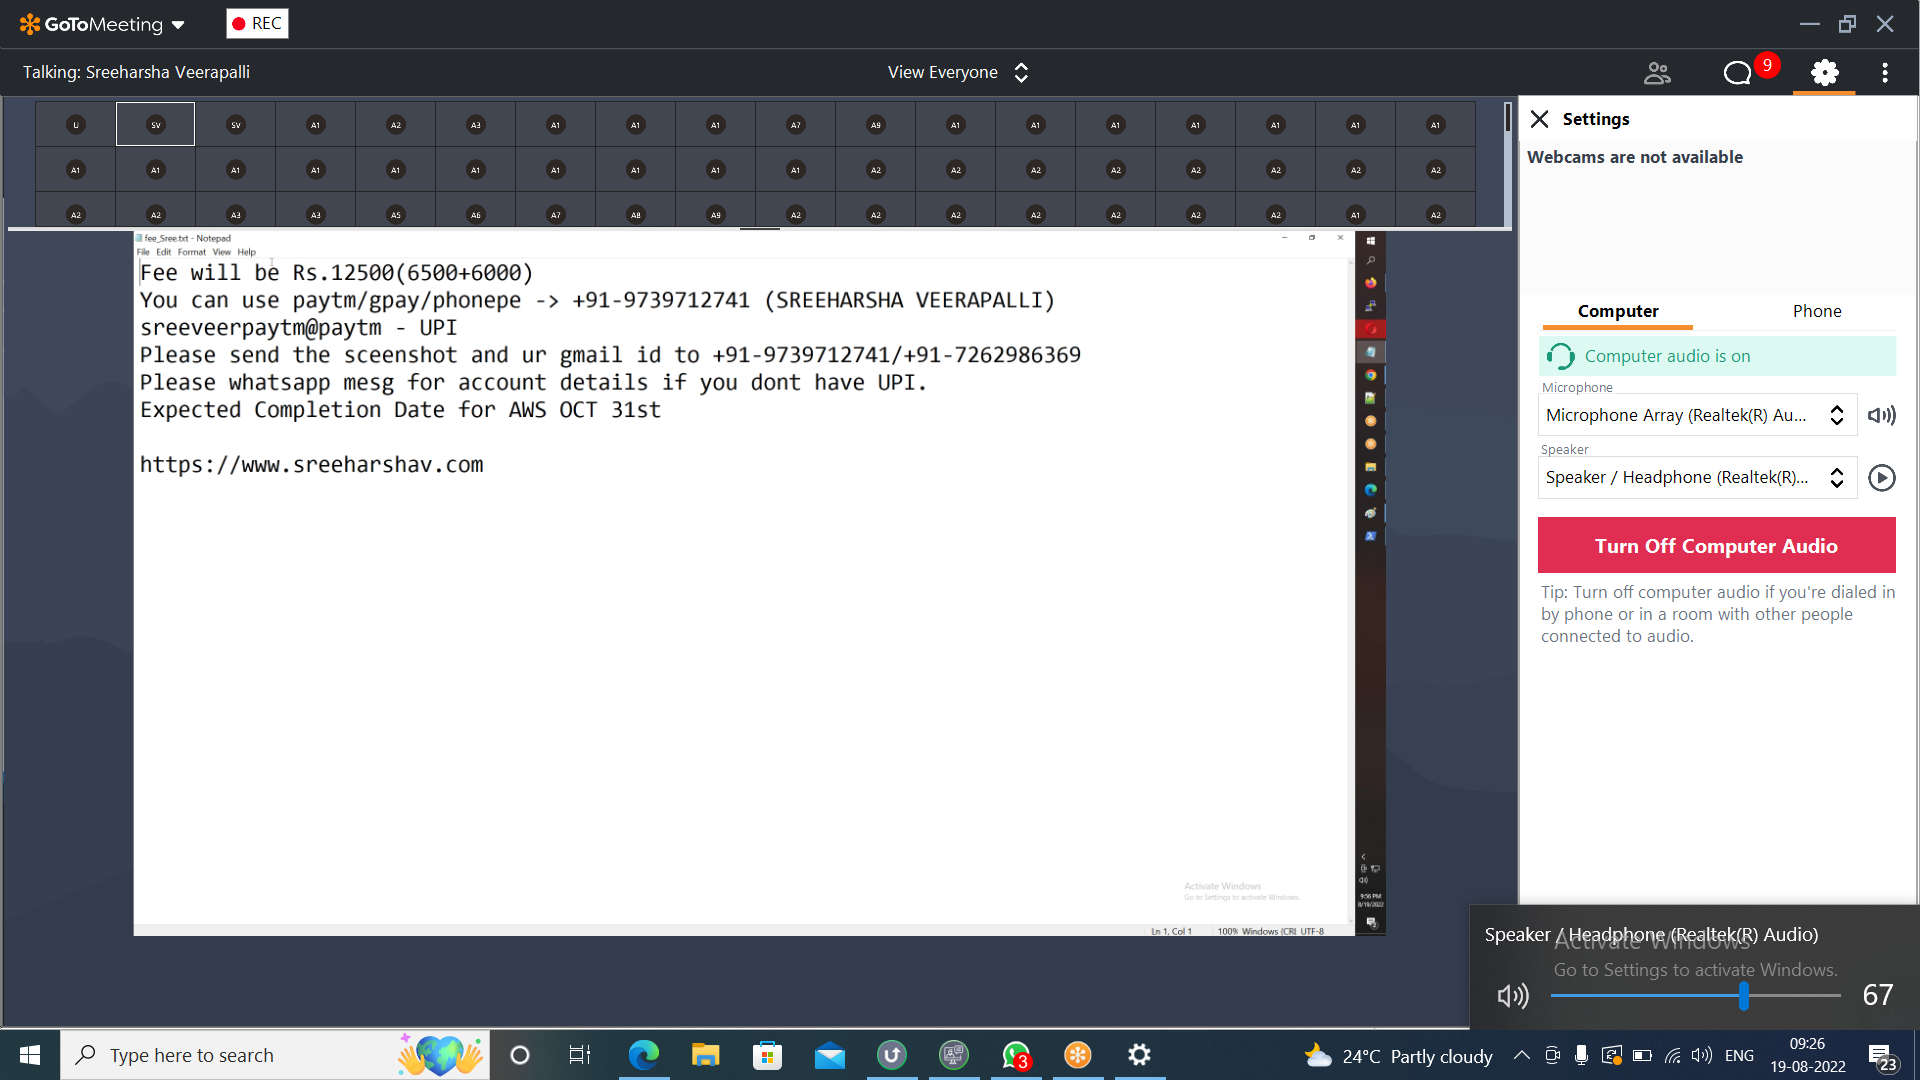 GoToMeeting
REC
Talking: Sreeharsha Veerapalli
View Everyone
9
U SV SV A1 A2 A3 A1 A1 A1 A7 A9 A1 A1 A1 A1 A1 A1 A1
A1 A1 A1 A1 A1 A1 A1 A1 A1 A1 A2 A2 A2 A2 A2 A2 A2 A2
A2 A2 A3 A3 A5 A6 A7 A8 A9 A2 A2 A2 A2 A2 A2 A2 A1 A2
fee_Sree.txt - Notepad
File Edit Format View Help
Fee will be Rs.12500(6500+6000)
You can use paytm/gpay/phonepe -> +91-9739712741 (SREEHARSHA VEERAPALLI)
sreeveerpaytm@paytm - UPI
Please send the sceenshot and ur gmail id to +91-9739712741/+91-7262986369
Please whatsapp mesg for account details if you dont have UPI.
Expected Completion Date for AWS OCT 31st
https://www.sreeharshav.com
Activate Windows
Go to Settings to activate Windows.
Ln 1, Col 1 100% Windows (CRL UTF-8
9:56 PM
8/18/2022
Settings
Webcams are not available
Computer Phone
Computer audio is on
Microphone
Microphone Array (Realtek(R) Au...
Speaker
Speaker / Headphone (Realtek(R)...
Turn Off Computer Audio
Tip: Turn off computer audio if you're dialed in
by phone or in a room with other people
connected to audio.
Speaker / Headphone (Realtek(R) Audio)
Activate Windows
Go to Settings to activate Windows.
67
Type here to search
3
24°C Partly cloudy
ENG
09:26
19-08-2022
23